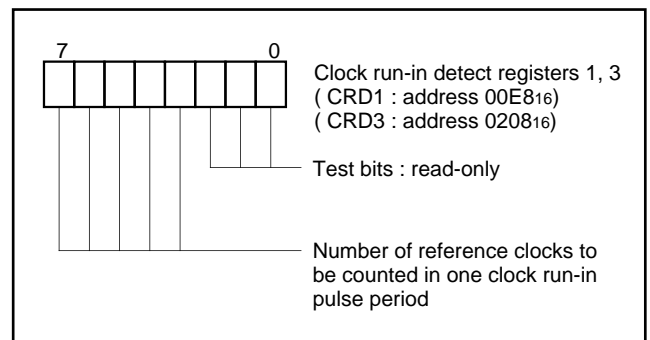 7 0
Clock run-in detect registers 1, 3
( CRD1 : address 00E816)
( CRD3 : address 020816)
Test bits : read-only
Number of reference clocks to
be counted in one clock run-in
pulse period